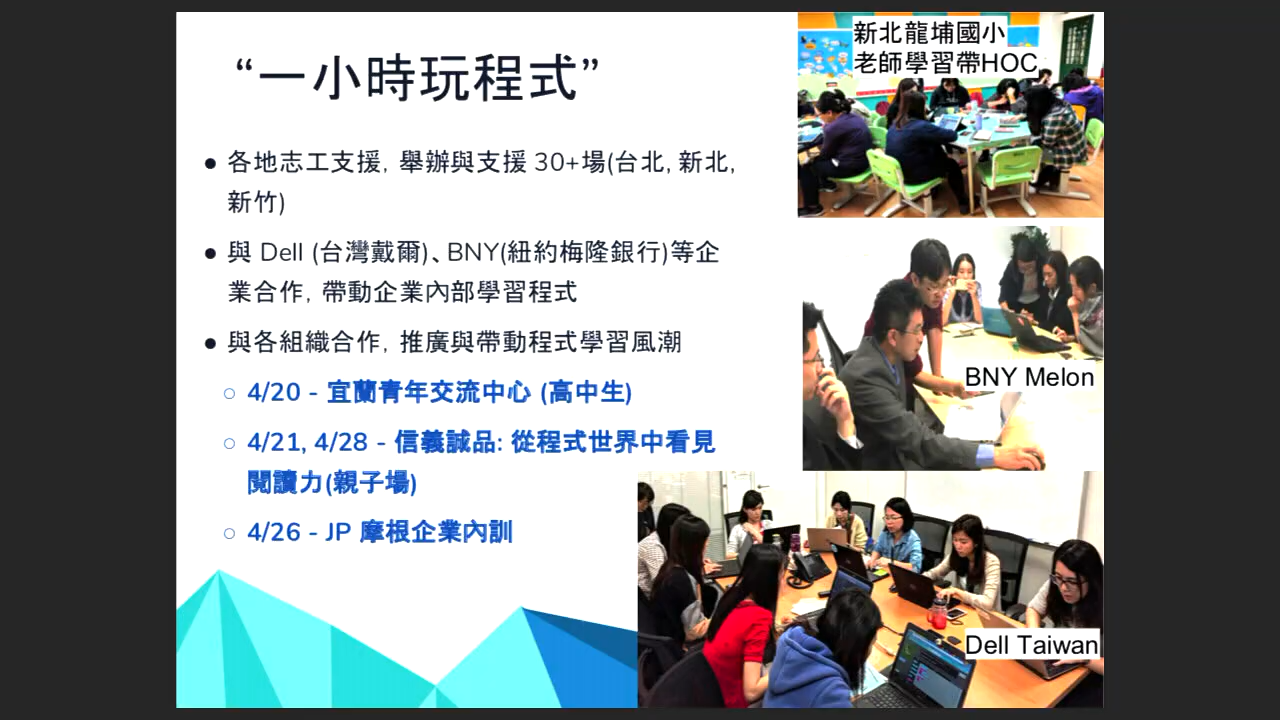 “一小時玩程式”
● 各地志工支援, 舉辦與支援 30+場(台北, 新北,
新竹)
● 與 Dell (台灣戴爾)、BNY(紐約梅隆銀行)等企
業合作, 帶動企業內部學習程式
● 與各組織合作, 推廣與帶動程式學習風潮
○ 4/20 - 宜蘭青年交流中心 (高中生)
○ 4/21, 4/28 - 信義誠品: 從程式世界中看見
閱讀力(親子場)
○ 4/26 - JP 摩根企業內訓
新北龍埔國小
老師學習帶HOC
BNY Melon
Dell Taiwan